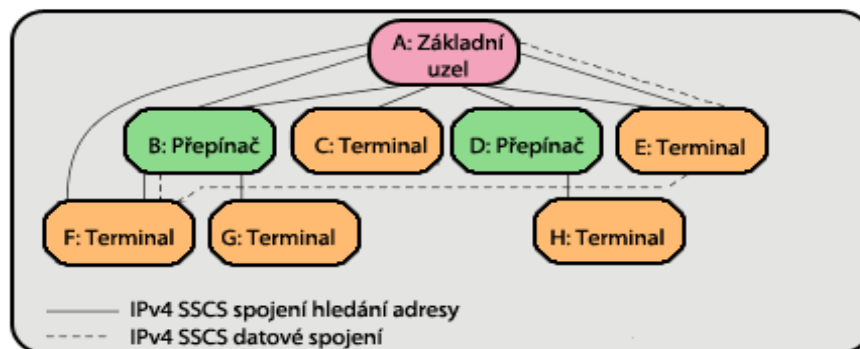 A: Základní
uzel
B: Přepínač
C: Terminal
D: Přepínač
E: Terminal
F: Terminal
G: Terminal
H: Terminal
IPv4 SSCS spojení hledání adresy
IPv4 SSCS datové spojení